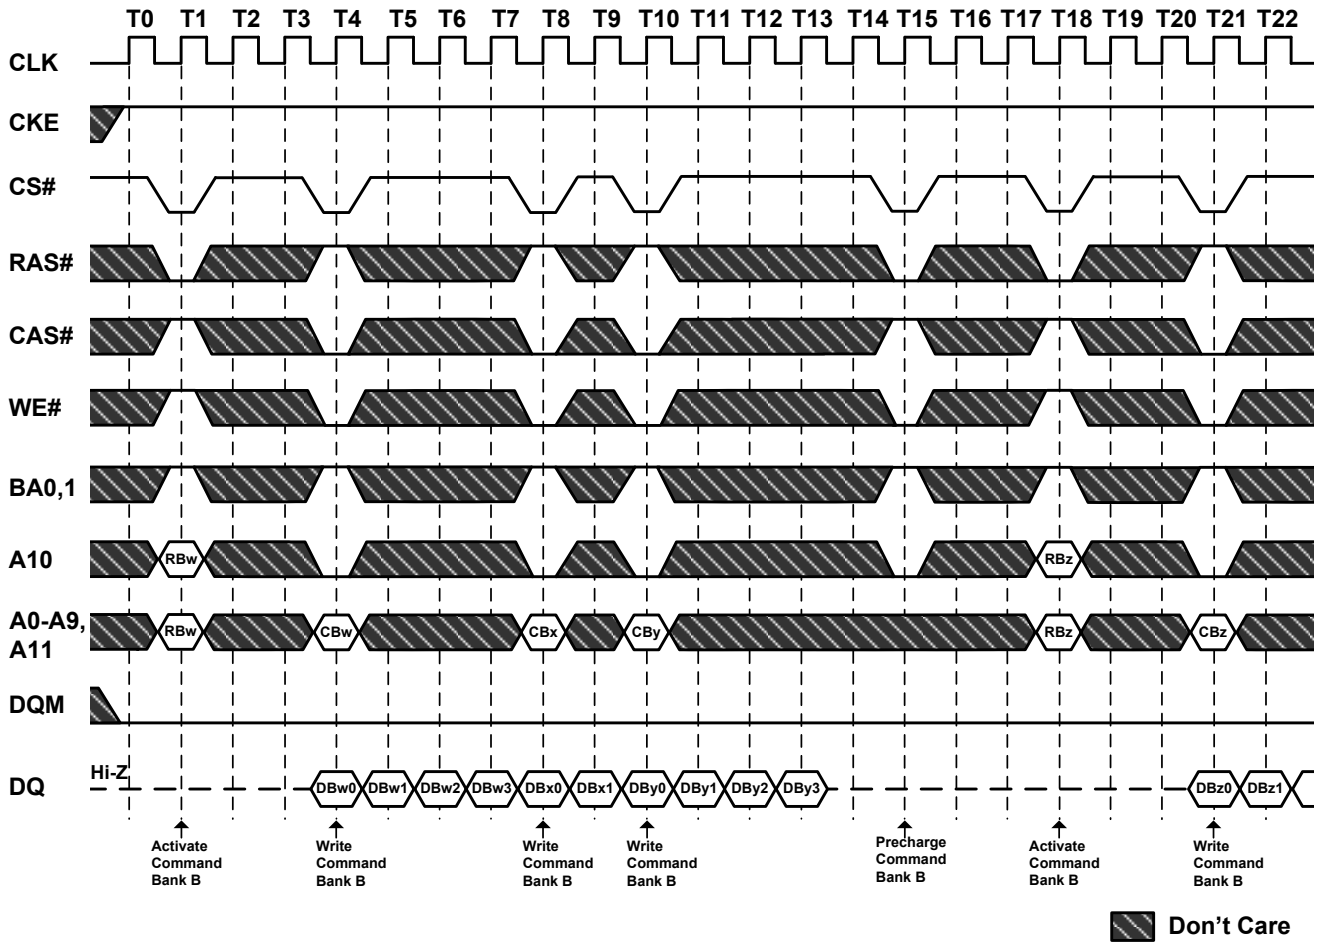 T0 T1 T2 T3 T4 T5 T6 T7 T8 T9 T10 T11 T12 T13 T14 T15 T16 T17 T18 T19 T20 T21 T22
CLK
CKE
CS#
RAS#
CAS#
WE#
BA0,1
A10 RBw RBz
A0-A9,
A11 RBw CBw CBx CBy RBz CBz
DQM
Hi-Z
DQ DBw0 DBw1 DBw2 DBw3 DBx0 DBx1 DBy0 DBy1 DBy2 DBy3 DBz0 DBz1
Activate
Command
Bank B
Write
Command
Bank B
Write
Command
Bank B
Write
Command
Bank B
Precharge
Command
Bank B
Activate
Command
Bank B
Write
Command
Bank B
Don't Care